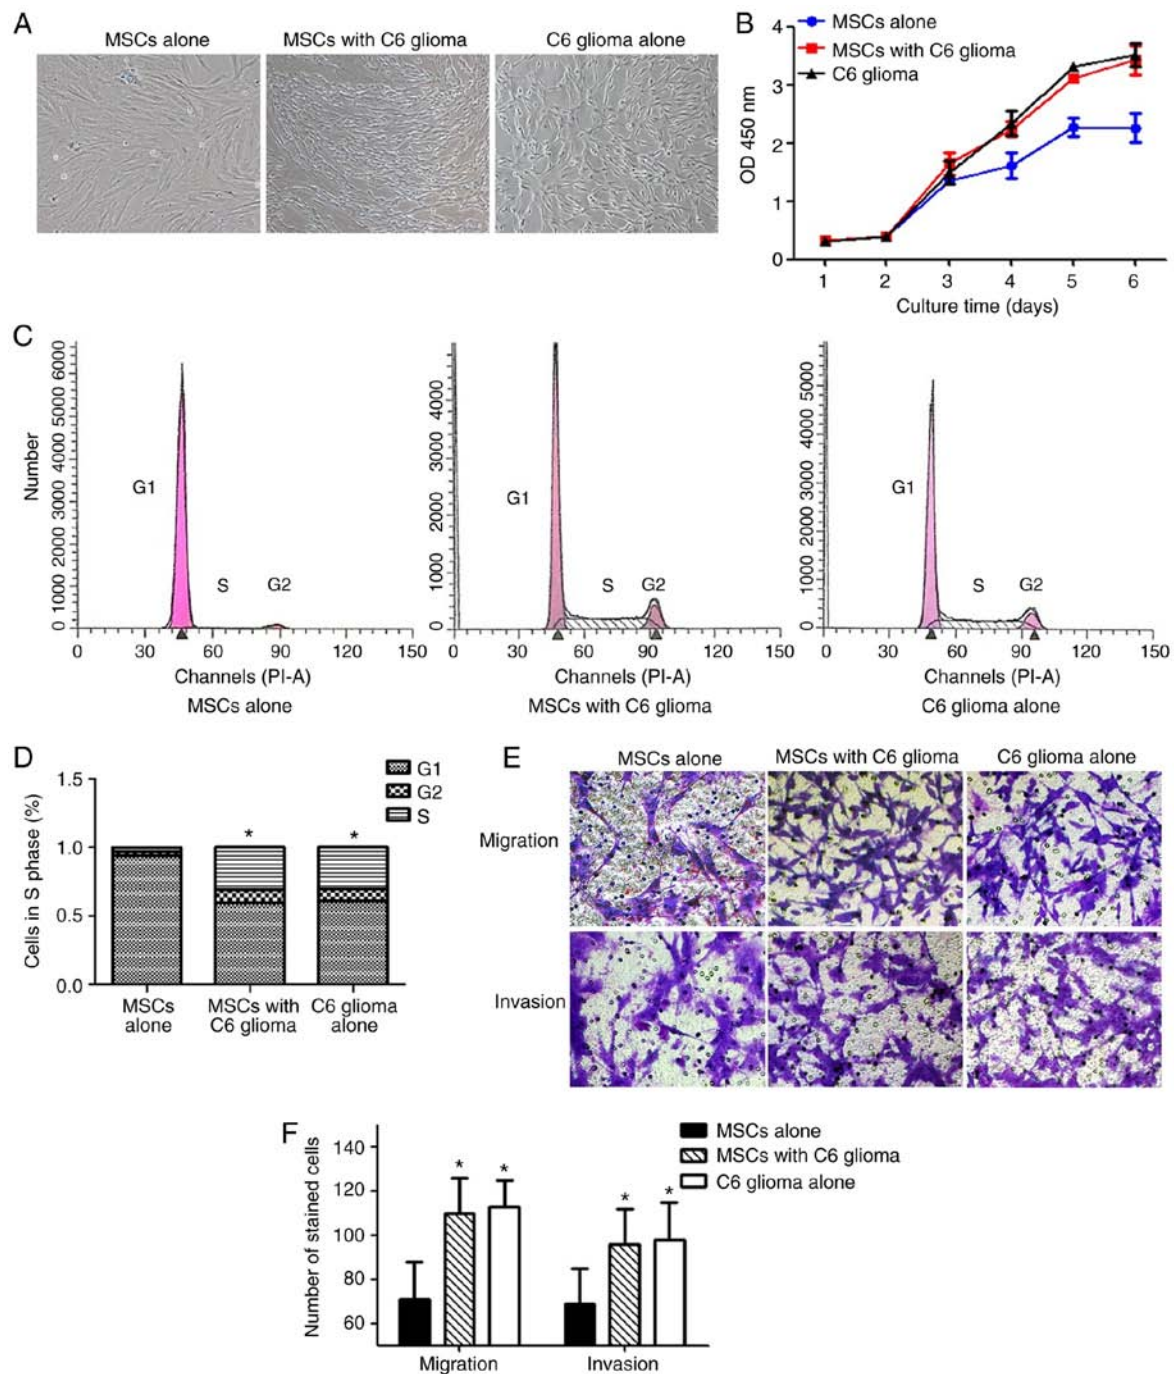 A
MSCs alone
MSCs with C6 glioma
C6 glioma alone
B
MSCs alone
MSCs with C6 glioma
C6 glioma
OD 450 nm
4
3
2
1
0
1 2 3 4 5 6
Culture time (days)
C
Number
0 1000 2000 3000 4000 5000 6000
G1
S
G2
0 30 60 90 120 150
Channels (PI-A)
MSCs alone
0 1000 2000 3000 4000
G1
S
G2
0 30 60 90 120 150
Channels (PI-A)
MSCs with C6 glioma
0 1000 2000 3000 4000 5000
G1
S
G2
0 30 60 90 120 150
Channels (PI-A)
C6 glioma alone
D
G1
G2
S
Cells in S phase (%)
1.5
1.0
0.5
0.0
* *
MSCs
alone
MSCs with
C6 glioma
C6 glioma
alone
E
MSCs alone
MSCs with C6 glioma
C6 glioma alone
Migration
Invasion
F
MSCs alone
MSCs with C6 glioma
C6 glioma alone
Number of stained cells
140
120
100
80
60
* * * *
Migration
Invasion